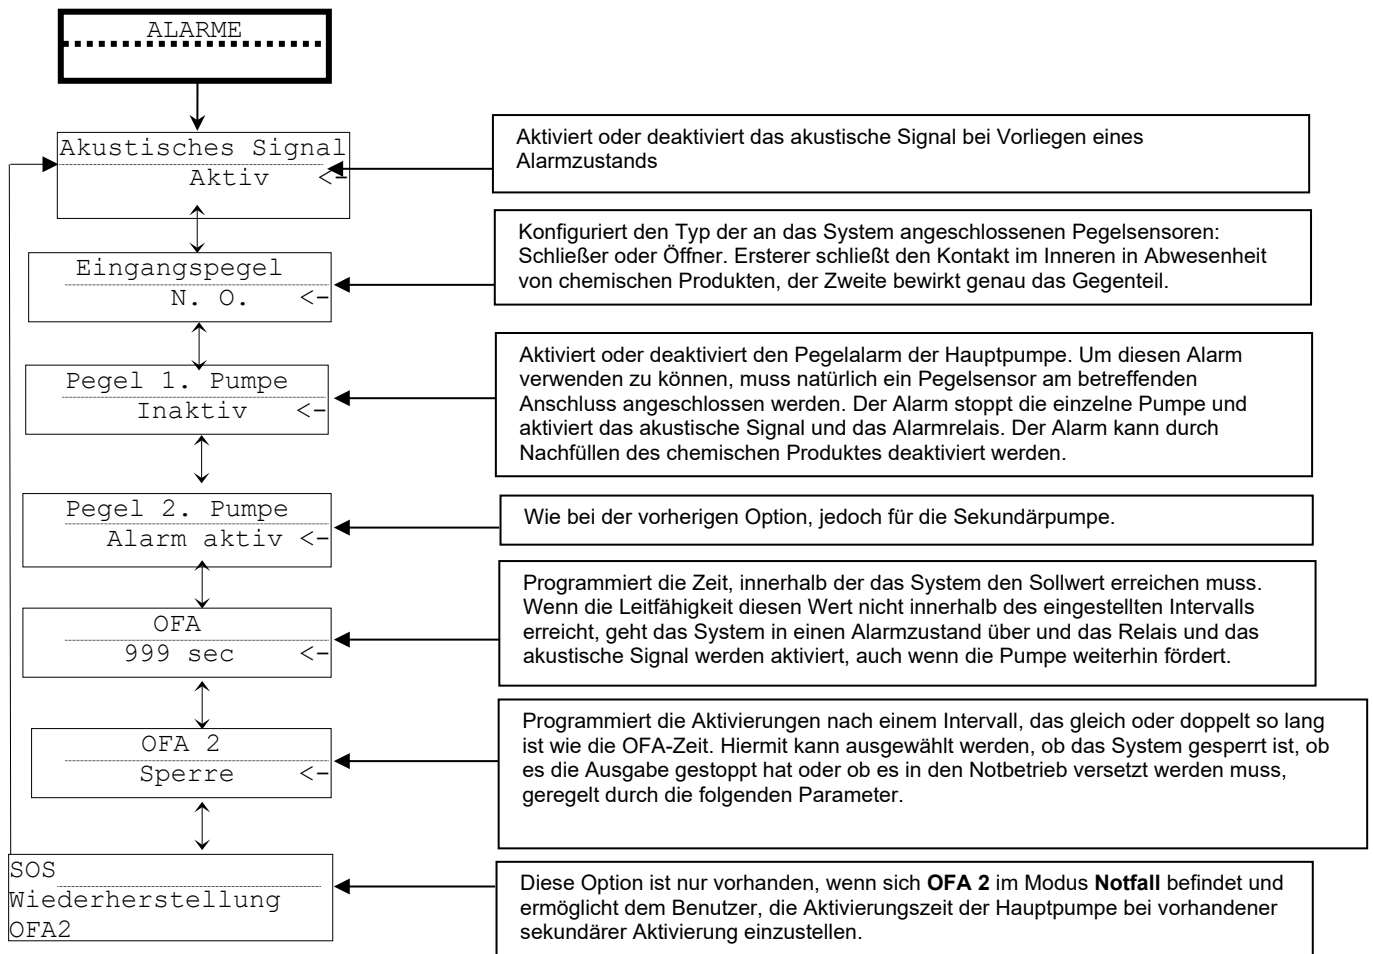 ALARME
Akustisches Signal
Aktiv <-
Aktiviert oder deaktiviert das akustische Signal bei Vorliegen eines
Alarmzustands
Eingangspegel
N. O. <-
Konfiguriert den Typ der an das System angeschlossenen Pegelsensoren:
Schließer oder Öffner. Ersterer schließt den Kontakt im Inneren in Abwesenheit
von chemischen Produkten, der Zweite bewirkt genau das Gegenteil.
Pegel 1. Pumpe
Inaktiv <-
Aktiviert oder deaktiviert den Pegelalarm der Hauptpumpe. Um diesen Alarm
verwenden zu können, muss natürlich ein Pegelsensor am betreffenden
Anschluss angeschlossen werden. Der Alarm stoppt die einzelne Pumpe und
aktiviert das akustische Signal und das Alarmrelais. Der Alarm kann durch
Nachfüllen des chemischen Produktes deaktiviert werden.
Pegel 2. Pumpe
Alarm aktiv <-
Wie bei der vorherigen Option, jedoch für die Sekundärpumpe.
OFA
999 sec <-
Programmiert die Zeit, innerhalb der das System den Sollwert erreichen muss.
Wenn die Leitfähigkeit diesen Wert nicht innerhalb des eingestellten Intervalls
erreicht, geht das System in einen Alarmzustand über und das Relais und das
akustische Signal werden aktiviert, auch wenn die Pumpe weiterhin fördert.
OFA 2
Sperre <-
Programmiert die Aktivierungen nach einem Intervall, das gleich oder doppelt so lang
ist wie die OFA-Zeit. Hiermit kann ausgewählt werden, ob das System gesperrt ist, ob
es die Ausgabe gestoppt hat oder ob es in den Notbetrieb versetzt werden muss,
geregelt durch die folgenden Parameter.
SOS
Wiederherstellung
OFA2
Diese Option ist nur vorhanden, wenn sich OFA 2 im Modus Notfall befindet und
ermöglicht dem Benutzer, die Aktivierungszeit der Hauptpumpe bei vorhandener
sekundärer Aktivierung einzustellen.